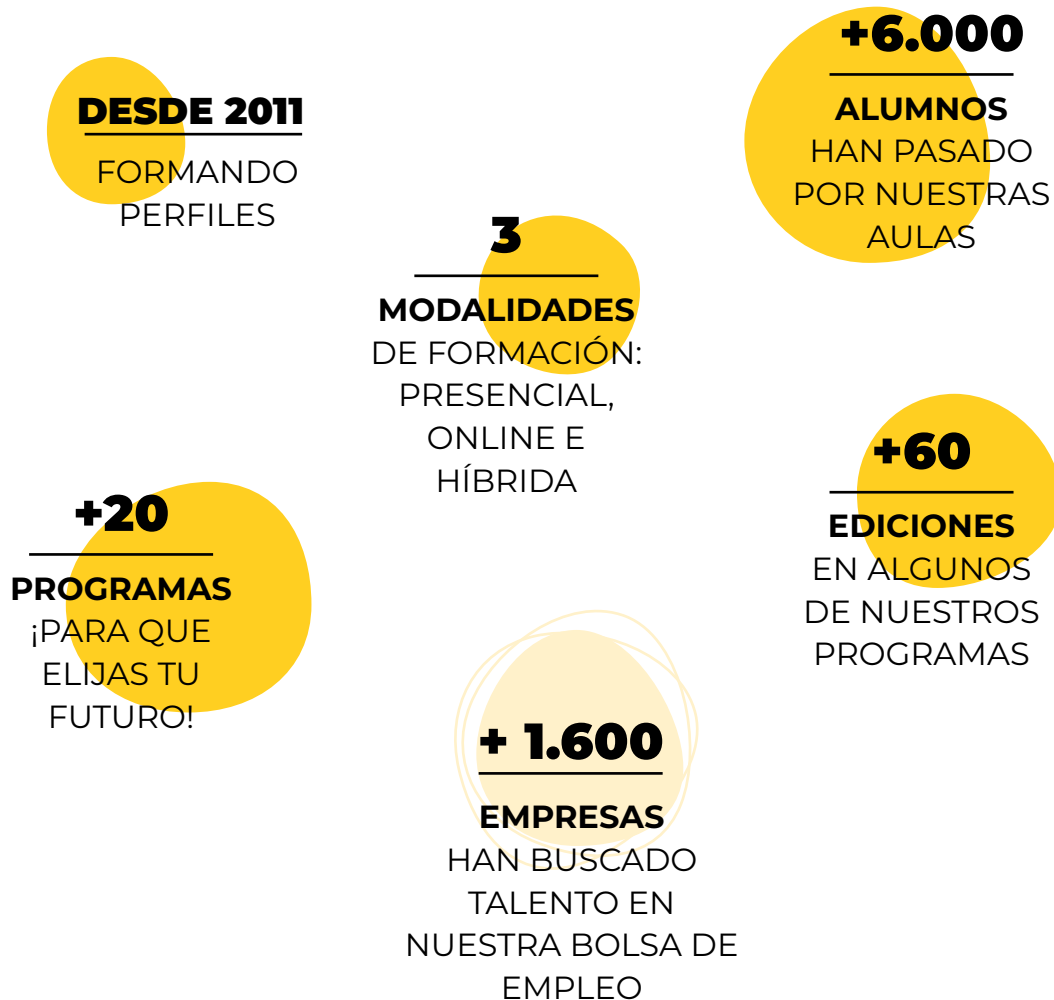 DESDE 2011
FORMANDO
PERFILES
+6.000
ALUMNOS
HAN PASADO
POR NUESTRAS
AULAS
3
MODALIDADES
DE FORMACIÓN:
PRESENCIAL,
ONLINE E
HÍBRIDA
+60
EDICIONES
EN ALGUNOS
DE NUESTROS
PROGRAMAS
+20
PROGRAMAS
¡PARA QUE
ELIJAS TU
FUTURO!
+ 1.600
EMPRESAS
HAN BUSCADO
TALENTO EN
NUESTRA BOLSA DE
EMPLEO